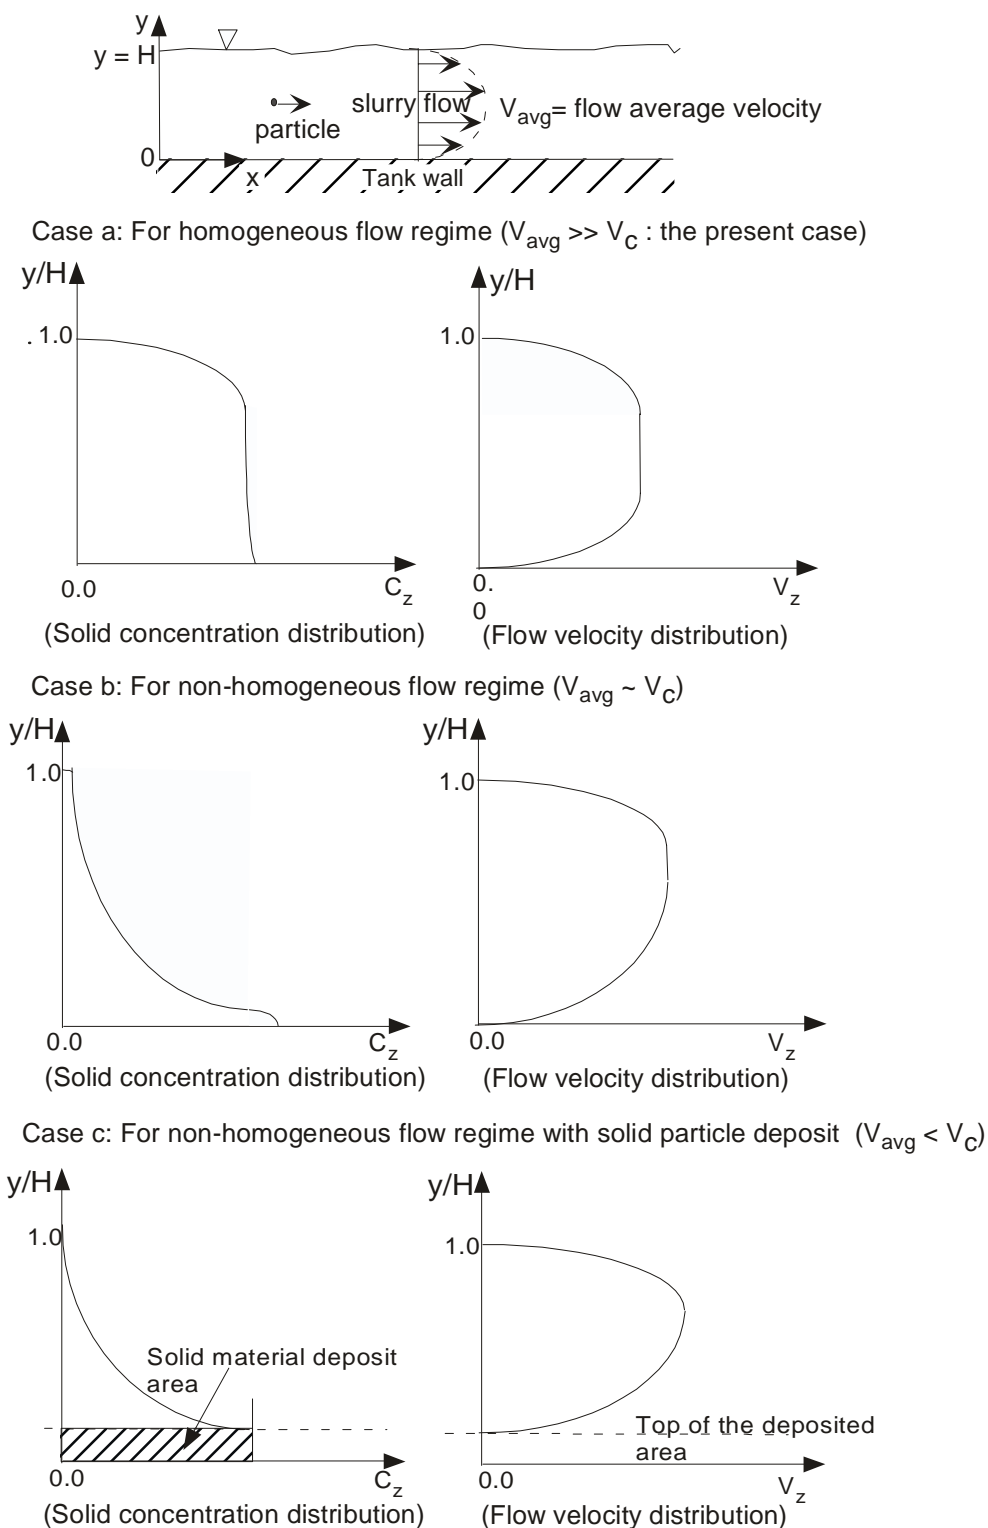 y
y = H
slurry flow
V_avg= flow average velocity
particle
0
x
Tank wall
Case a: For homogeneous flow regime (V_avg >> V_C : the present case)
y/H
y/H
. 1.0
1.0
0.0
C_z
0.
0
V_z
(Solid concentration distribution)
(Flow velocity distribution)
Case b: For non-homogeneous flow regime (V_avg ~ V_C)
y/H
y/H
1.0
1.0
0.0
C_z
0.0
V_z
(Solid concentration distribution)
(Flow velocity distribution)
Case c: For non-homogeneous flow regime with solid particle deposit (V_avg < V_C)
y/H
y/H
1.0
1.0
Solid material deposit
area
Top of the deposited
area
0.0
C_z
0.0
V_z
(Solid concentration distribution)
(Flow velocity distribution)